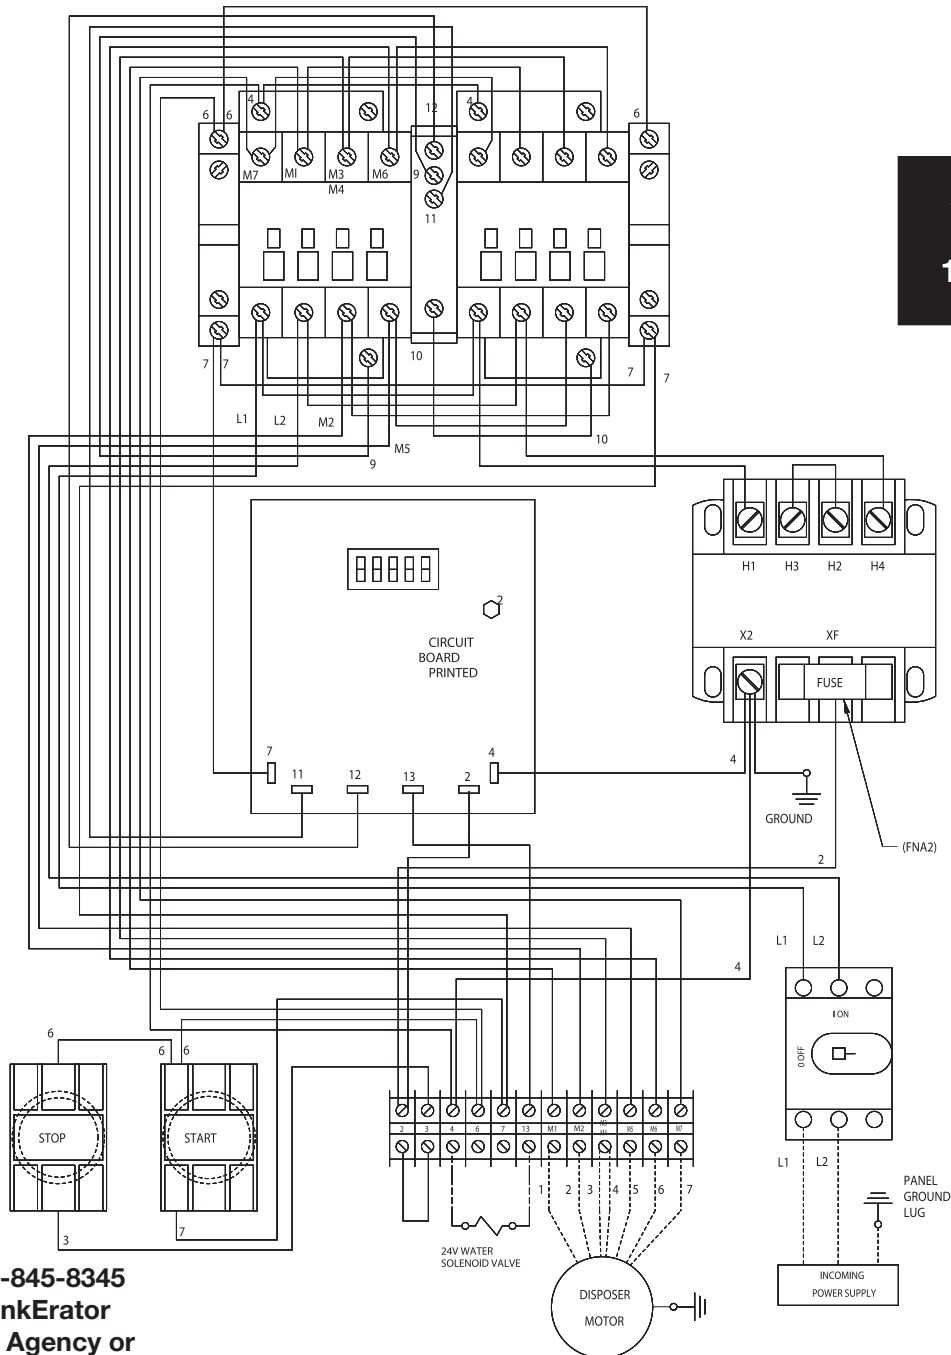 12
4
4
6
6
6
M7
MI
M3
M6
9
M4
11
10
7
7
7
7
L1
L2
M2
10
M5
9
H1
H3
H2
H4
2
CIRCUIT
BOARD
PRINTED
X2
XF
FUSE
7
11
12
13
2
4
4
GROUND
(FNA2)
2
L1
L2
4
I ON
O OFF
6
6
6
STOP
START
2
3
4
6
7
13
M1
M2
M3
M4
M5
M6
M7
1
2
3
4
5
6
7
L1
L2
PANEL
GROUND
LUG
3
7
24V WATER
SOLENOID VALVE
INCOMING
POWER SUPPLY
DISPOSER
MOTOR
-845-8345
nkErator
Agency or
1